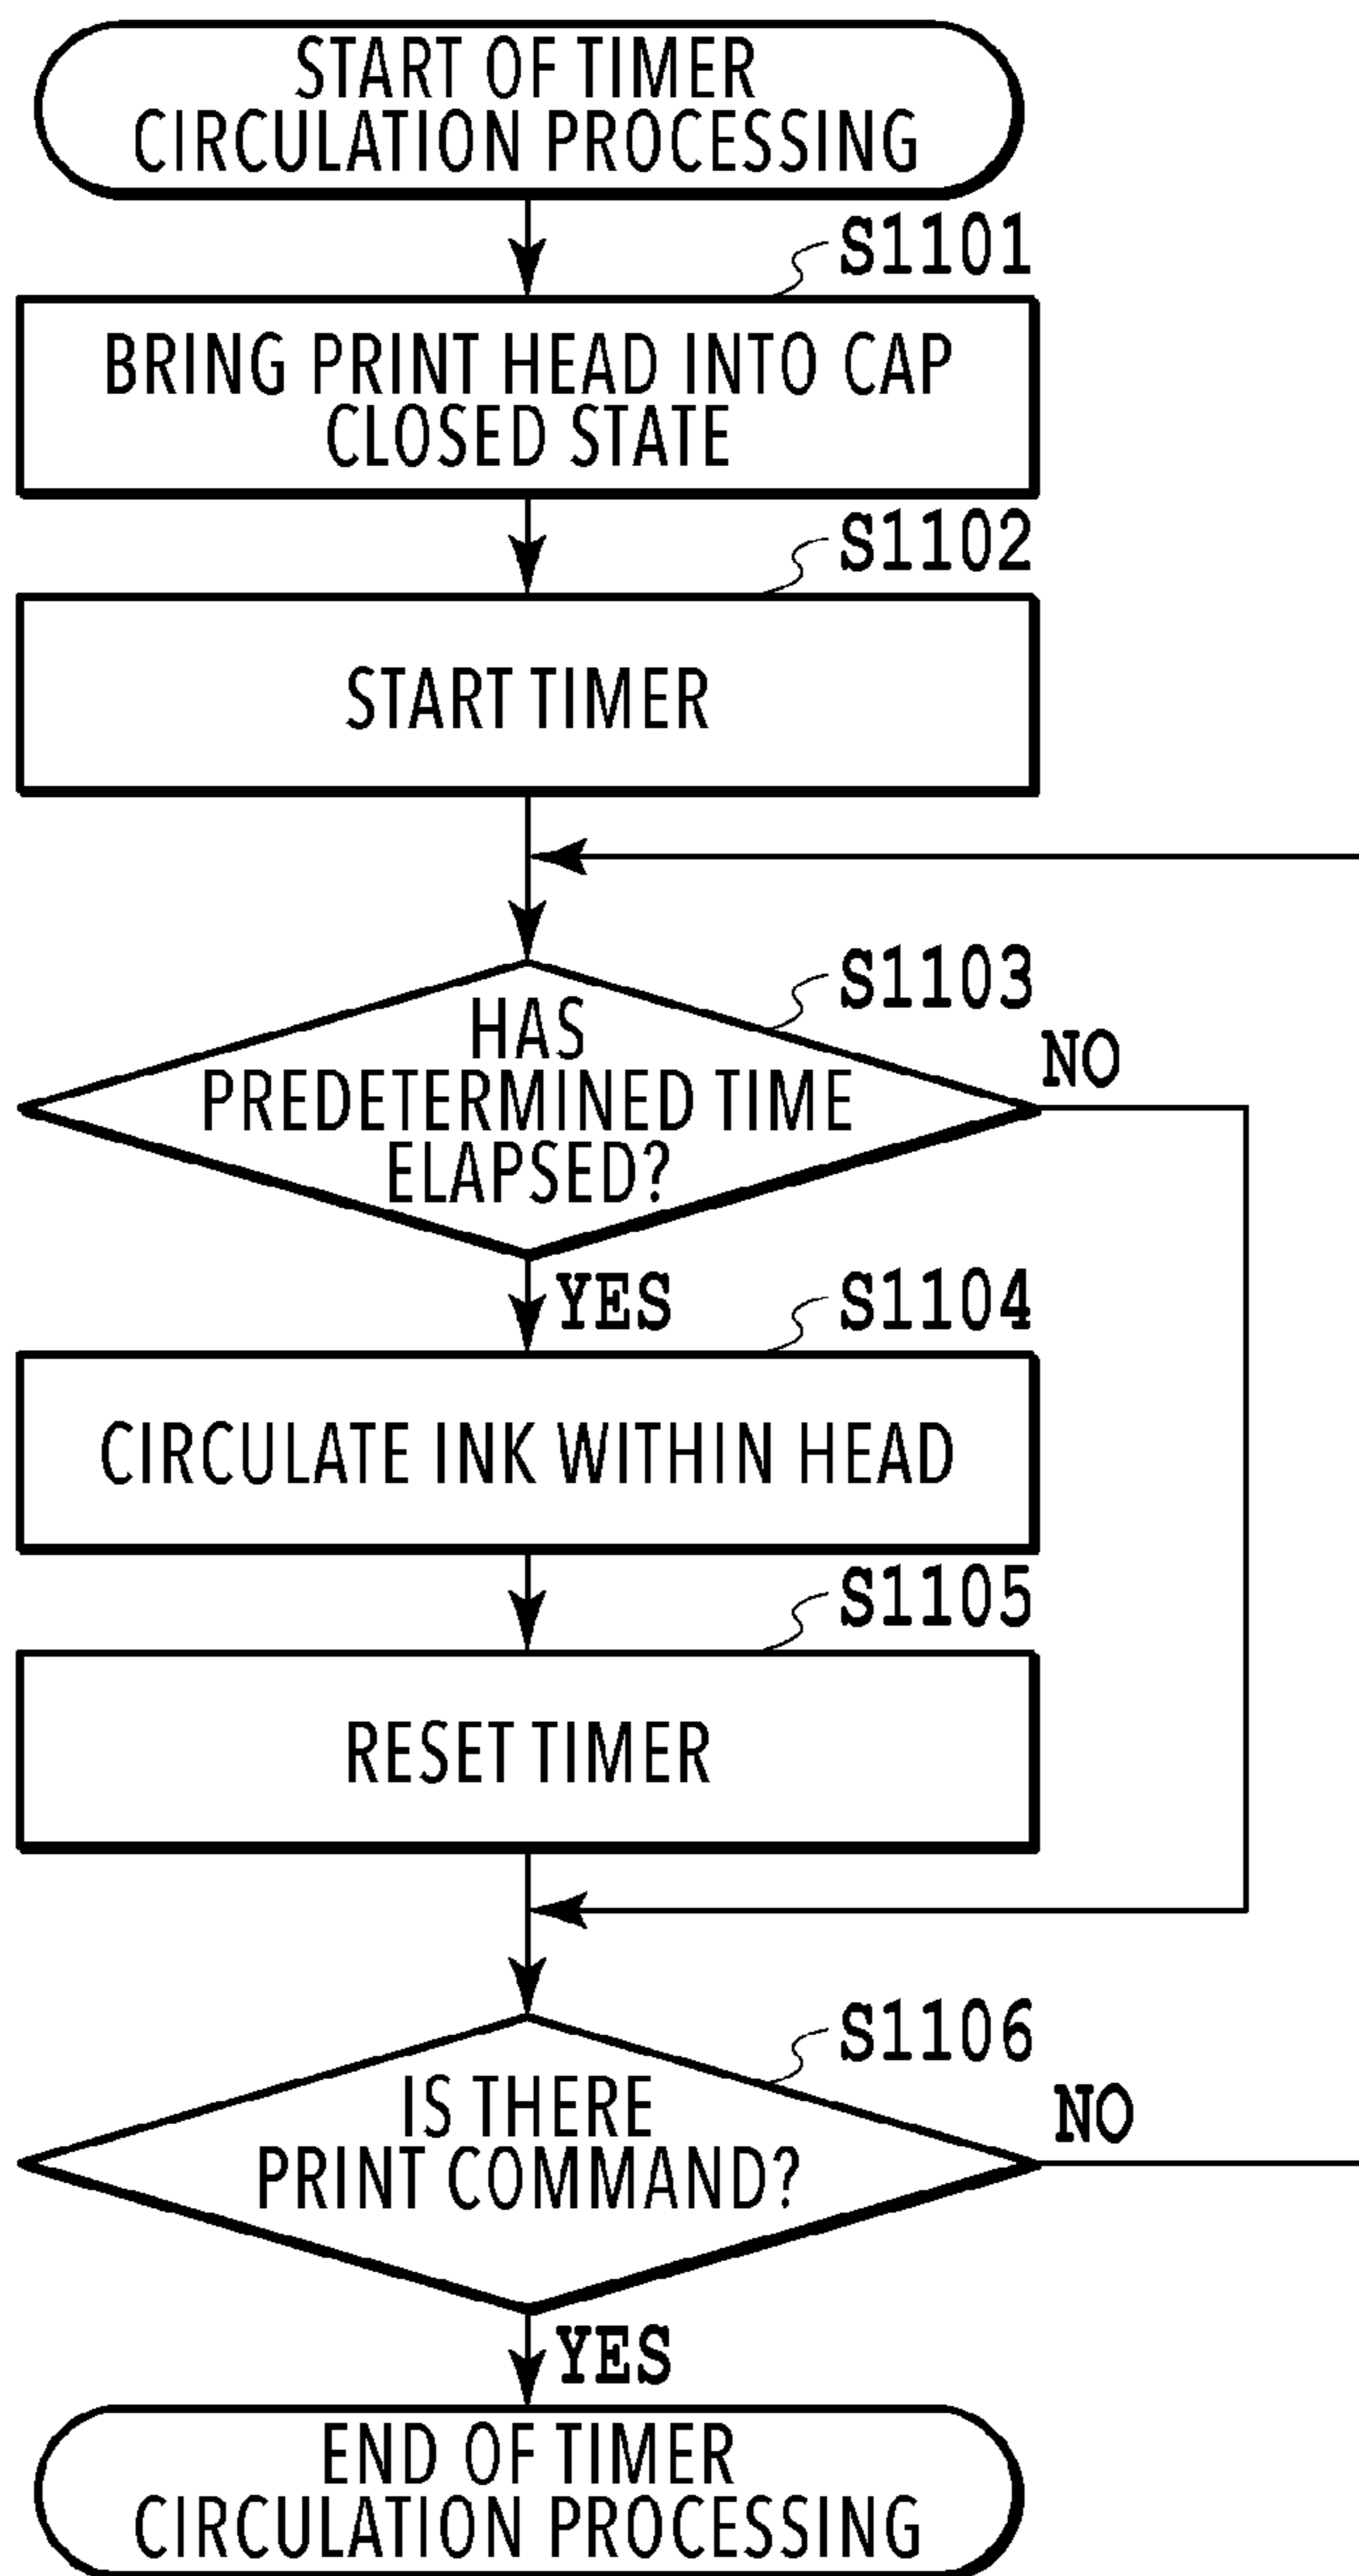 START OF TIMER
CIRCULATION PROCESSING
S1101
BRING PRINT HEAD INTO CAP
CLOSED STATE
S1102
START TIMER
S1103
HAS
PREDETERMINED TIME
ELAPSED?
NO
YES
S1104
CIRCULATE INK WITHIN HEAD
S1105
RESET TIMER
S1106
IS THERE
PRINT COMMAND?
NO
YES
END OF TIMER
CIRCULATION PROCESSING